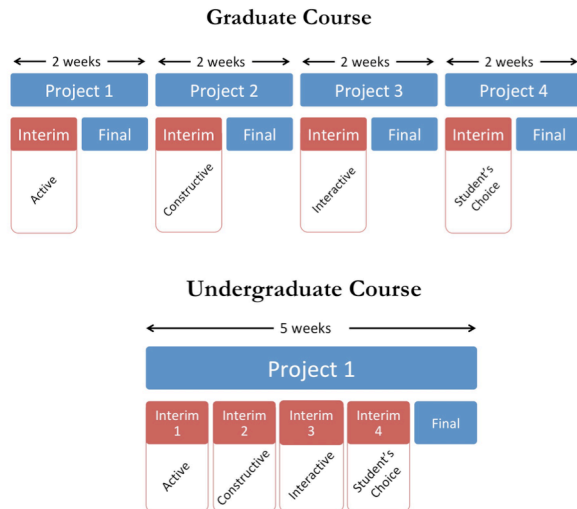 Graduate Course
2 weeks 2 weeks 2 weeks 2 weeks
Project 1 Project 2 Project 3 Project 4
Interim Final Interim Final Interim Final Interim Final
Active Constructive Interactive Student's
Choice
Undergraduate Course
5 weeks
Project 1
Interim Interim Interim Interim Final
1 2 3 4
Active Constructive Interactive Student's
Choice